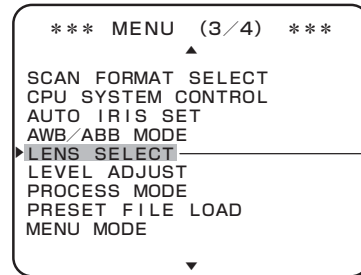 *** MENU (3/4) ***
▲
SCAN FORMAT SELECT
CPU SYSTEM CONTROL
AUTO IRIS SET
AWB/ABB MODE
▶LENS SELECT
LEVEL ADJUST
PROCESS MODE
PRESET FILE LOAD
MENU MODE
▼